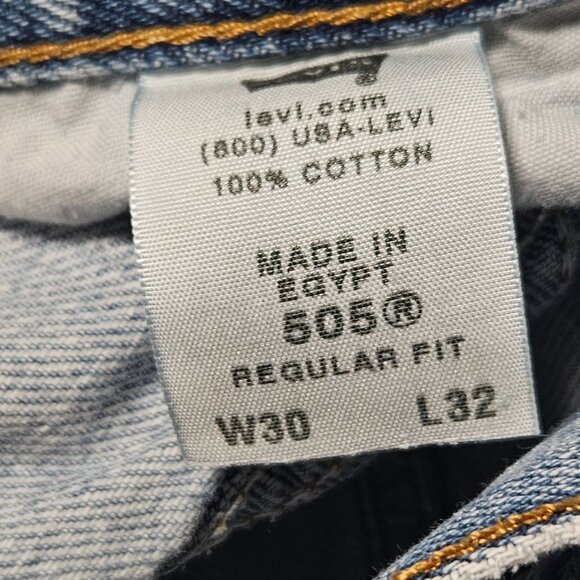 levi.com
(800) USA-LEVI
100% COTTON
MADE IN
EGYPT
505®
REGULAR FIT
W30 L32